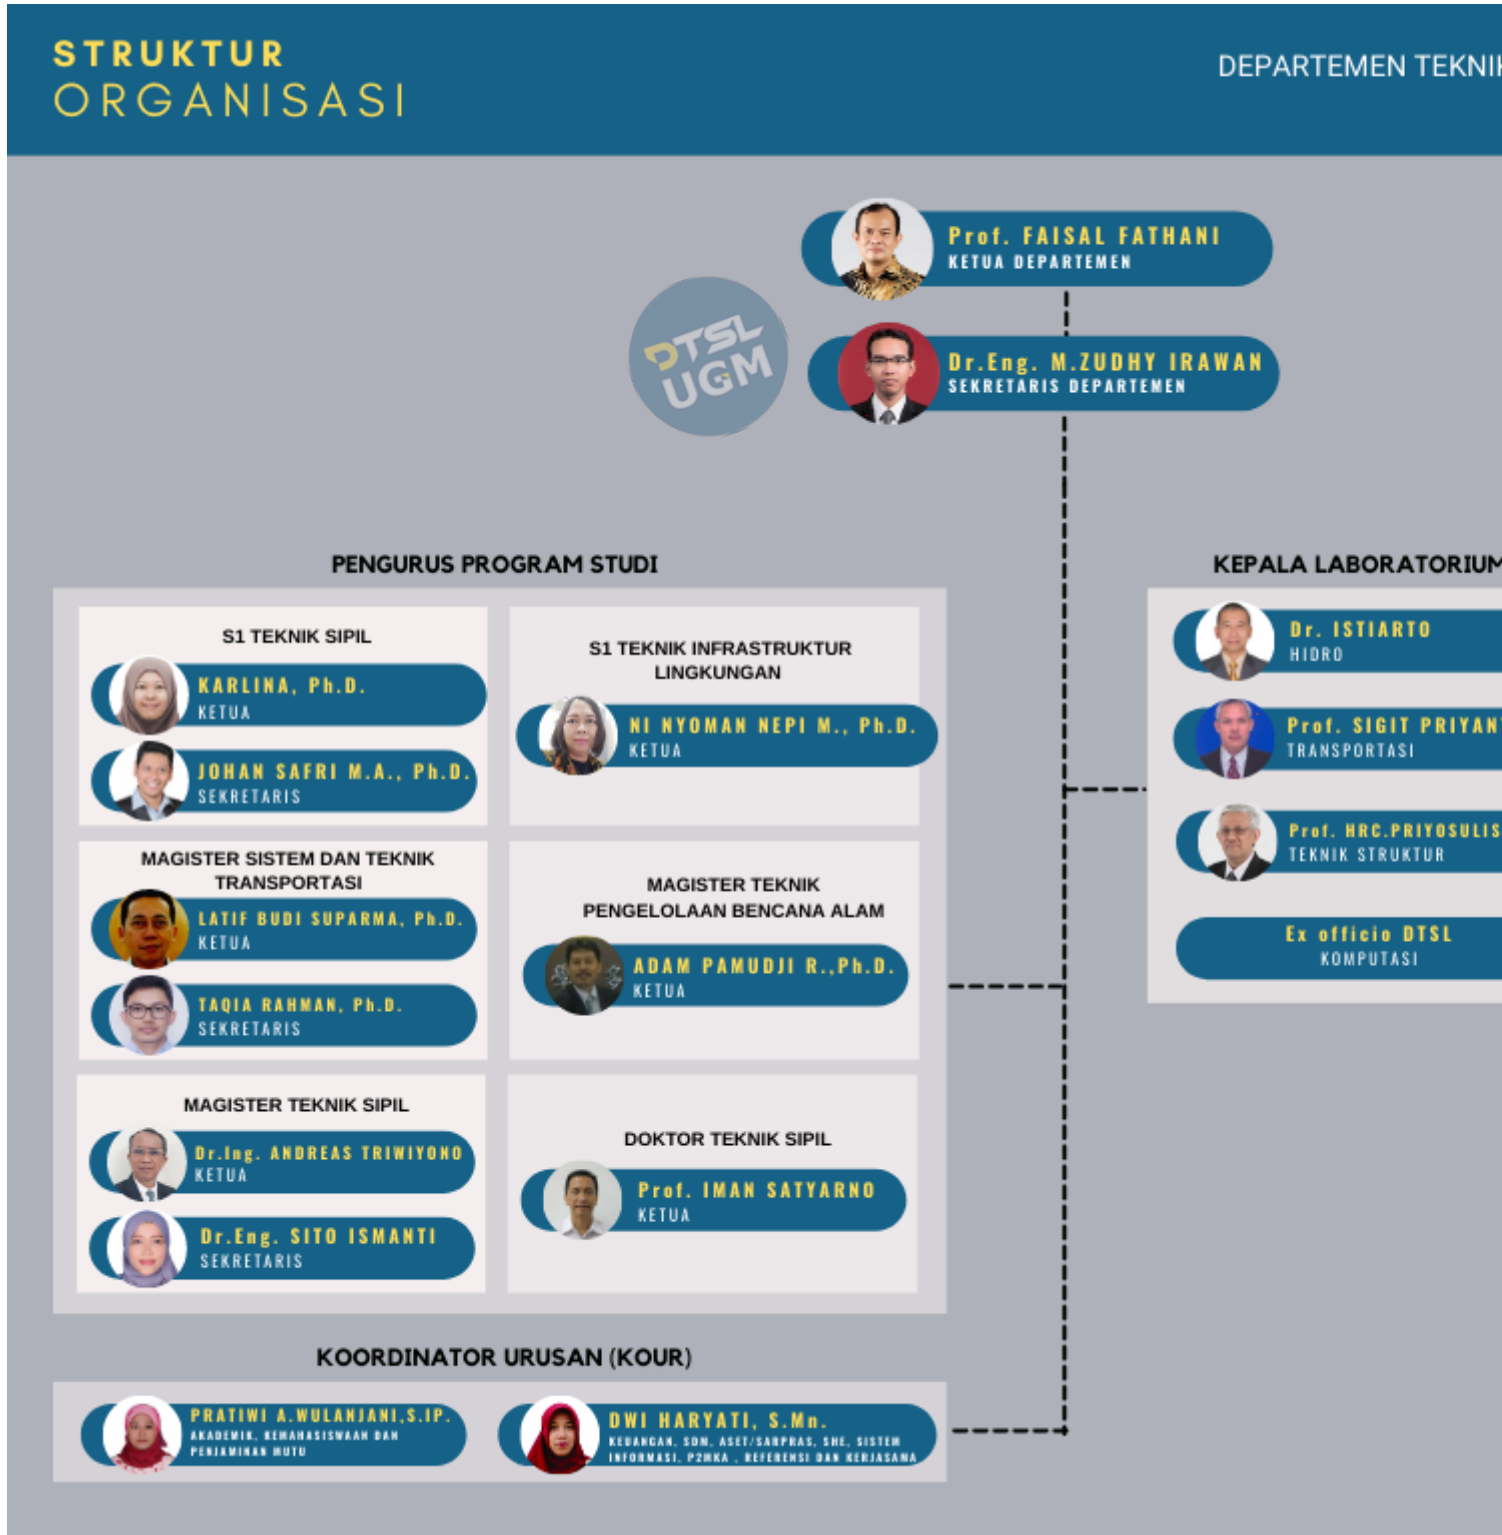 STRUKTUR
ORGANISASI
DEPARTEMEN TEKNIK
Prof. FAISAL FATHANI
KETUA DEPARTEMEN
DTSL
UGM
Dr.Eng. M.ZUDHY IRAWAN
SEKRETARIS DEPARTEMEN
PENGURUS PROGRAM STUDI
S1 TEKNIK SIPIL
KARLINA, Ph.D.
KETUA
JOHAN SAFRI M.A., Ph.D.
SEKRETARIS
S1 TEKNIK INFRASTRUKTUR
LINGKUNGAN
NI NYOMAN NEPI M., Ph.D.
KETUA
MAGISTER SISTEM DAN TEKNIK
TRANSPORTASI
LATIF BUDI SUPARMA, Ph.D.
KETUA
TAQIA RAHMAN, Ph.D.
SEKRETARIS
MAGISTER TEKNIK
PENGELOLAAN BENCANA ALAM
ADAM PAMUDJI R.,Ph.D.
KETUA
MAGISTER TEKNIK SIPIL
Dr.Ing. ANDREAS TRIWIYONO
KETUA
Dr.Eng. SITO ISMANTI
SEKRETARIS
DOKTOR TEKNIK SIPIL
Prof. IMAN SATYARNO
KETUA
KEPALA LABORATORIUM
Dr. ISTIARTO
HIDRO
Prof. SIGIT PRIYAN
TRANSPORTASI
Prof. HRC.PRIYOSULIS
TEKNIK STRUKTUR
Ex officio DTSL
KOMPUTASI
KOORDINATOR URUSAN (KOUR)
PRATIWI A.WULANJANI,S.IP.
AKADEMIK, KEMAHASISWAAN DAN
PENJAMINAN MUTU
DWI HARYATI, S.Mn.
KEUANGAN, SDM, ASET/SARPRAS, SHE, SISTEM
INFORMASI, P2MKA , REFERENSI DAN KERJASAMA